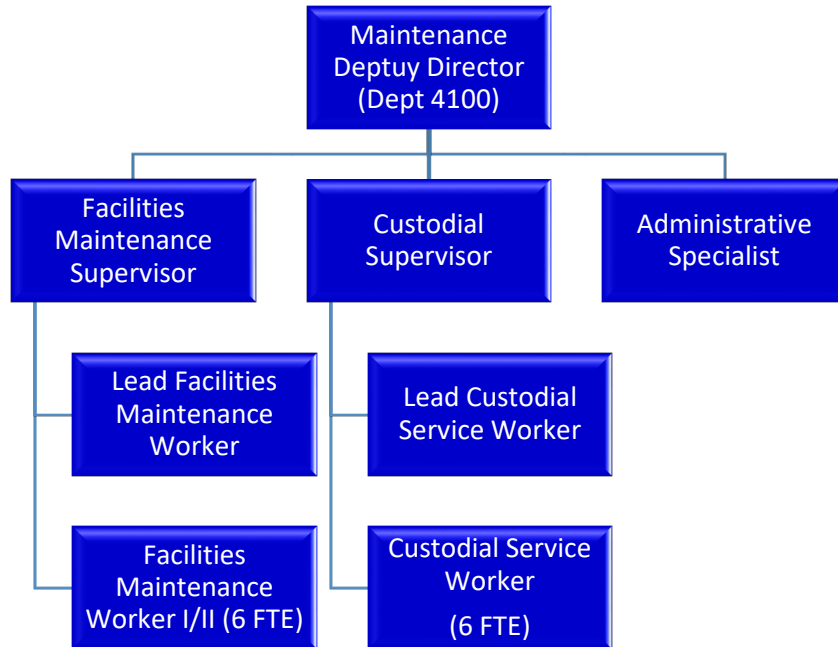 Maintenance
Deptuy Director
(Dept 4100)
Facilities
Maintenance
Supervisor
Custodial
Supervisor
Administrative
Specialist
Lead Facilities
Maintenance
Worker
Lead Custodial
Service Worker
Facilities
Maintenance
Worker I/II (6 FTE)
Custodial Service
Worker
(6 FTE)